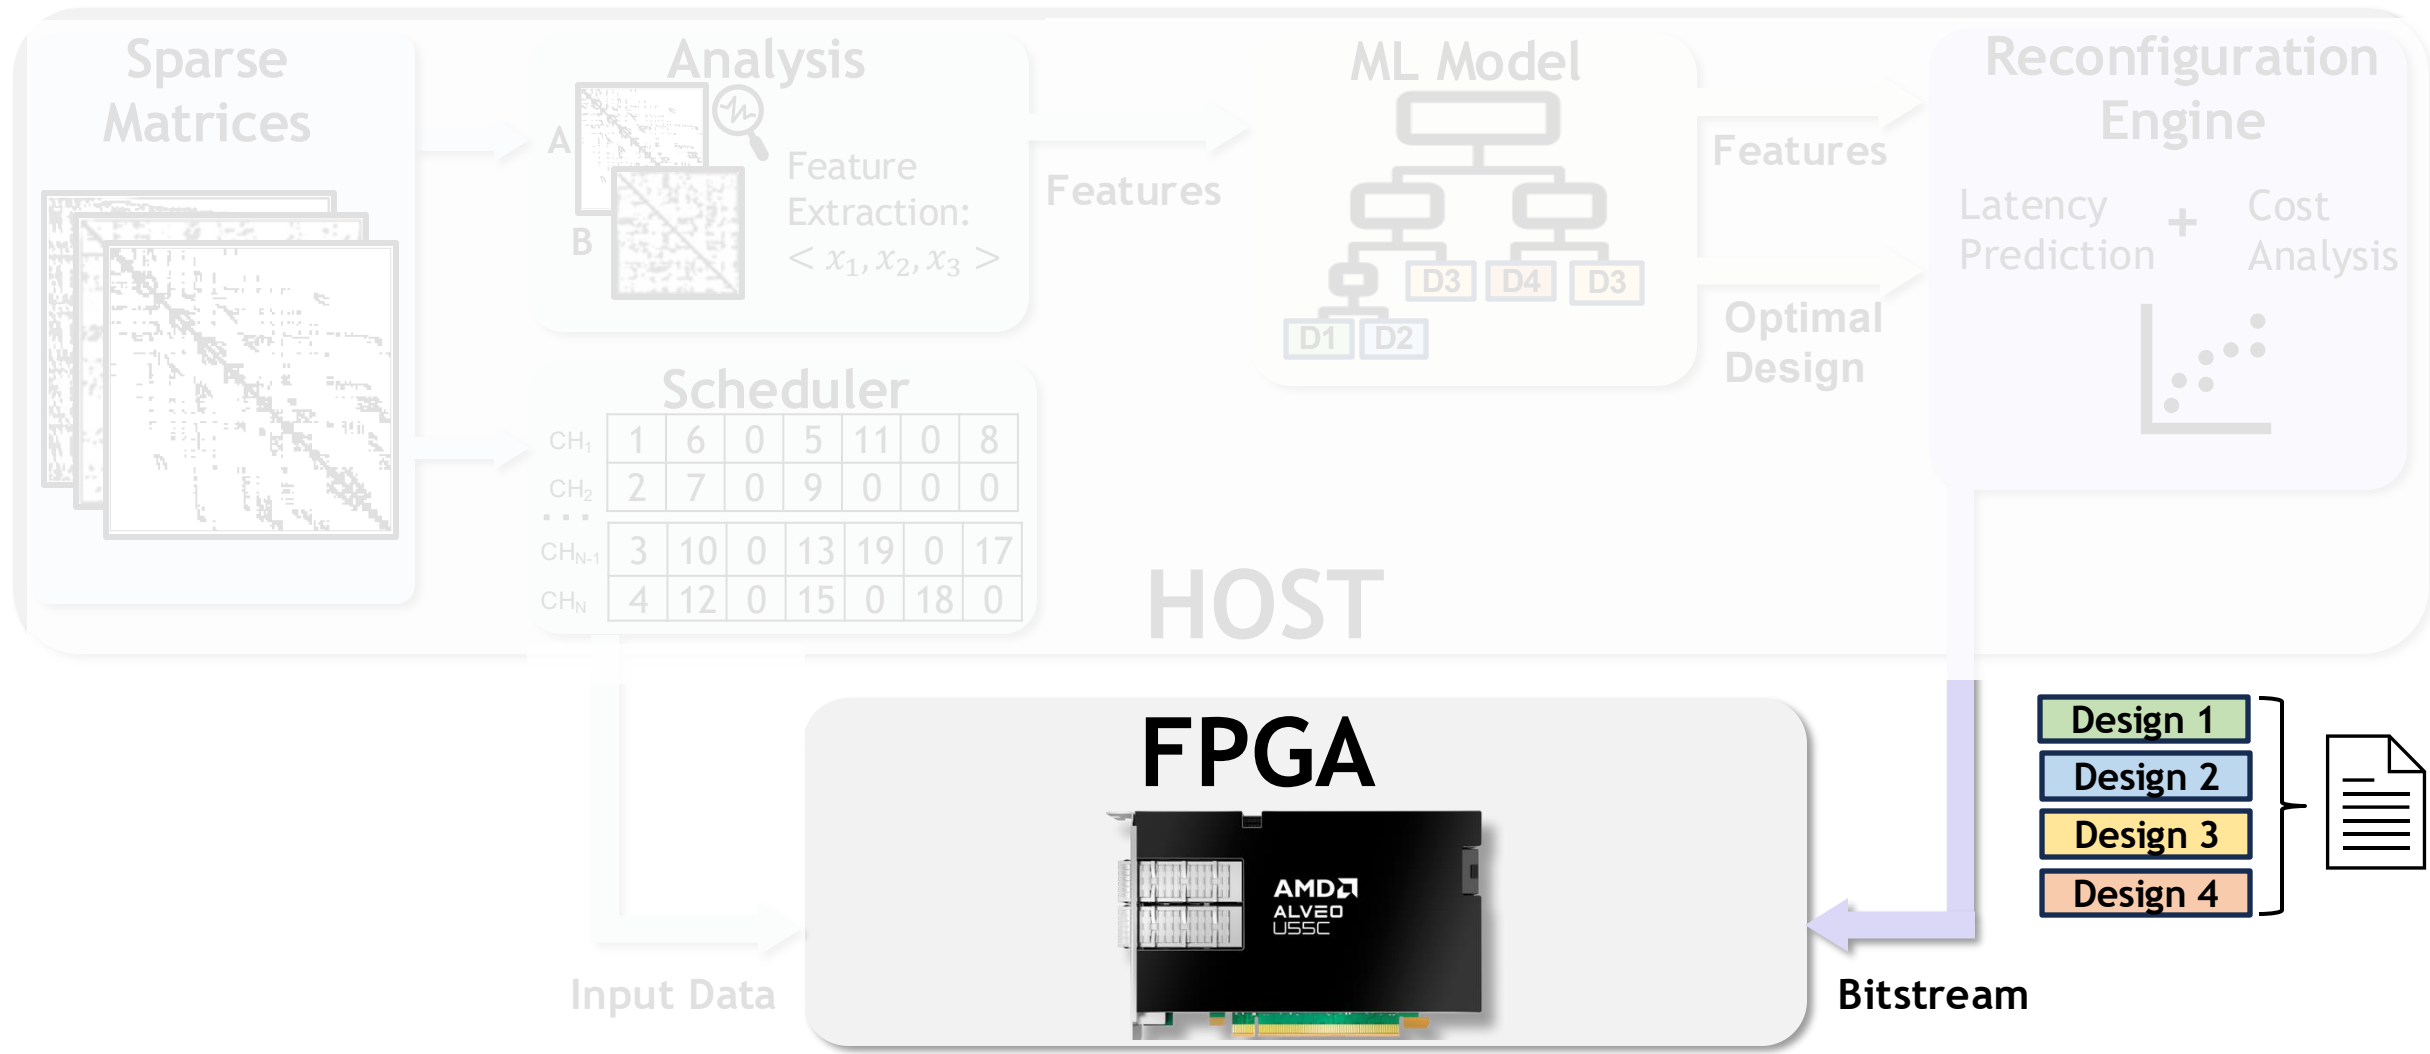 Sparse
Matrices
Analysis
A
B
Feature
Extraction:
< x₁, x₂, x₃ >
Features
ML Model
D3
D4
D3
D1
D2
Features
Optimal
Design
Reconfiguration
Engine
Latency
Prediction
+
Cost
Analysis
Scheduler
CH₁ 1 6 0 5 11 0 8
CH₂ 2 7 0 9 0 0 0
...
CH_N-1 3 10 0 13 19 0 17
CH_N 4 12 0 15 0 18 0
HOST
FPGA
AMD
ALVEO
U55C
Input Data
Bitstream
Design 1
Design 2
Design 3
Design 4